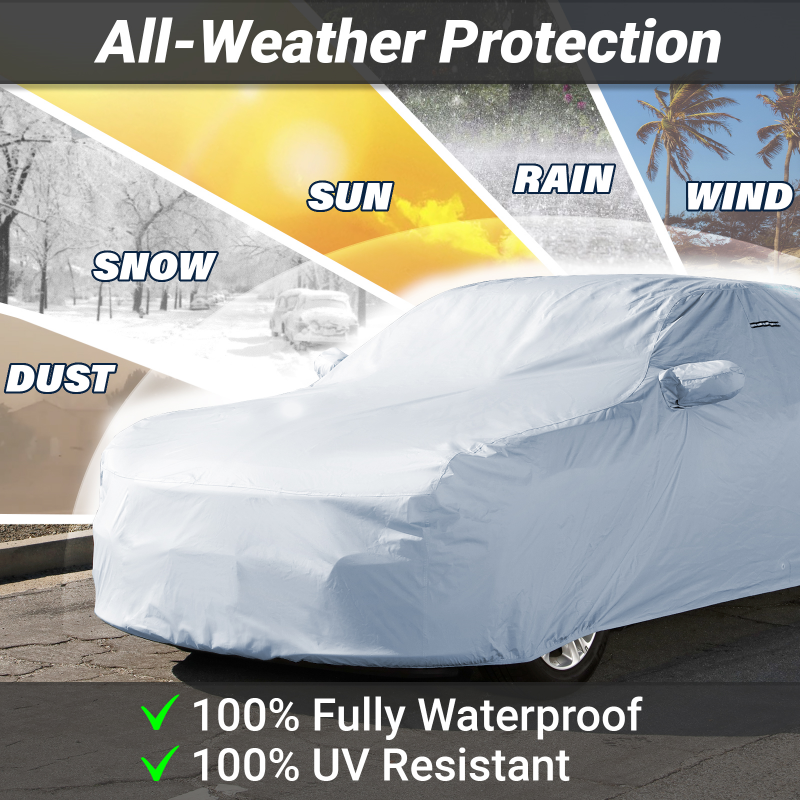 All-Weather Protection
SUN
RAIN
WIND
SNOW
DUST
100% Fully Waterproof
100% UV Resistant